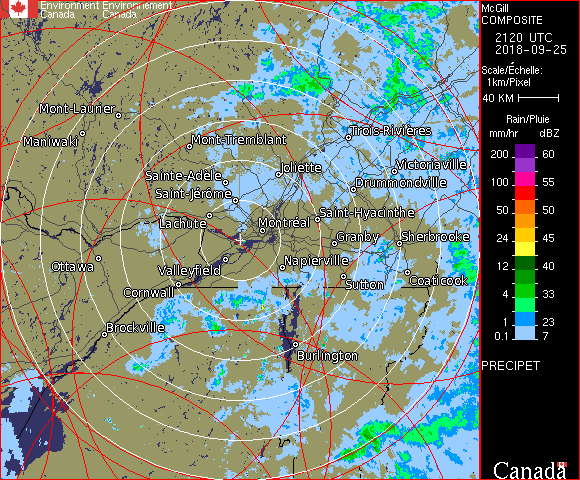 Environment Environnement
Canada Canada
McGill
COMPOSITE
2120 UTC
2018-09-25
Scale/Échelle:
1km/Pixel
40 KM
Rain/Pluie
mm/hr dBZ
200 60
100 55
50 50
24 45
12 40
4 33
1 23
0.1 7
PRECIPET
Canada
Mont-Laurier
Maniwaki
Mont-Tremblant
Trois-Rivières
Sainte-Adèle
Joliette
Victoriaville
Saint-Jérôme
Drummondville
Lachute
Saint-Hyacinthe
Montréal
Granby
Sherbrooke
Ottawa
Valleyfield
Napierville
Cornwall
Sutton
Coaticook
Brockville
Burlington